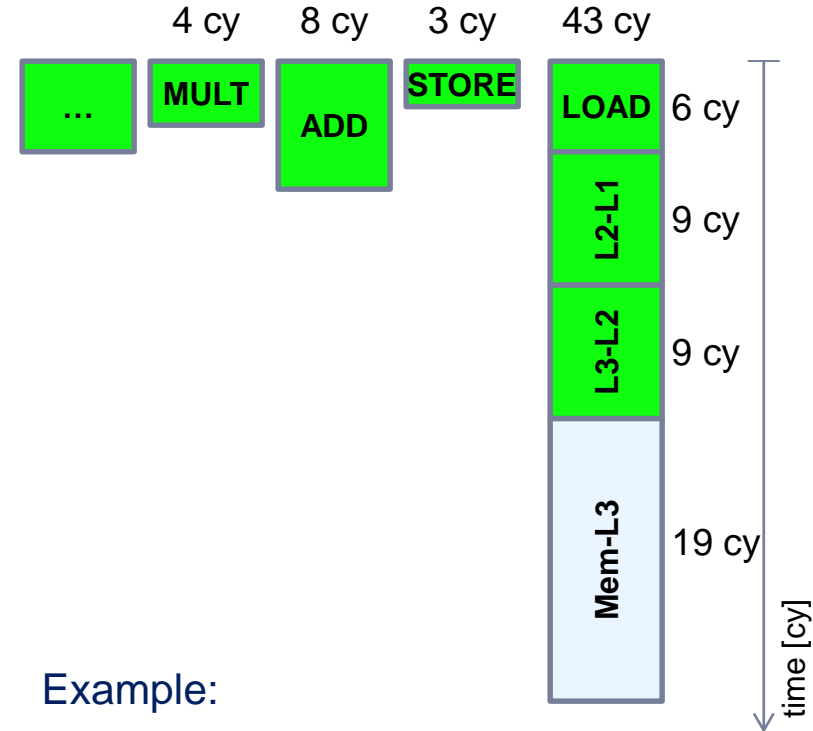 4 cy 8 cy 3 cy 43 cy
... MULT ADD STORE LOAD 6 cy
L2-L1 9 cy
L3-L2 9 cy
Mem-L3 19 cy
time [cy]
Example: